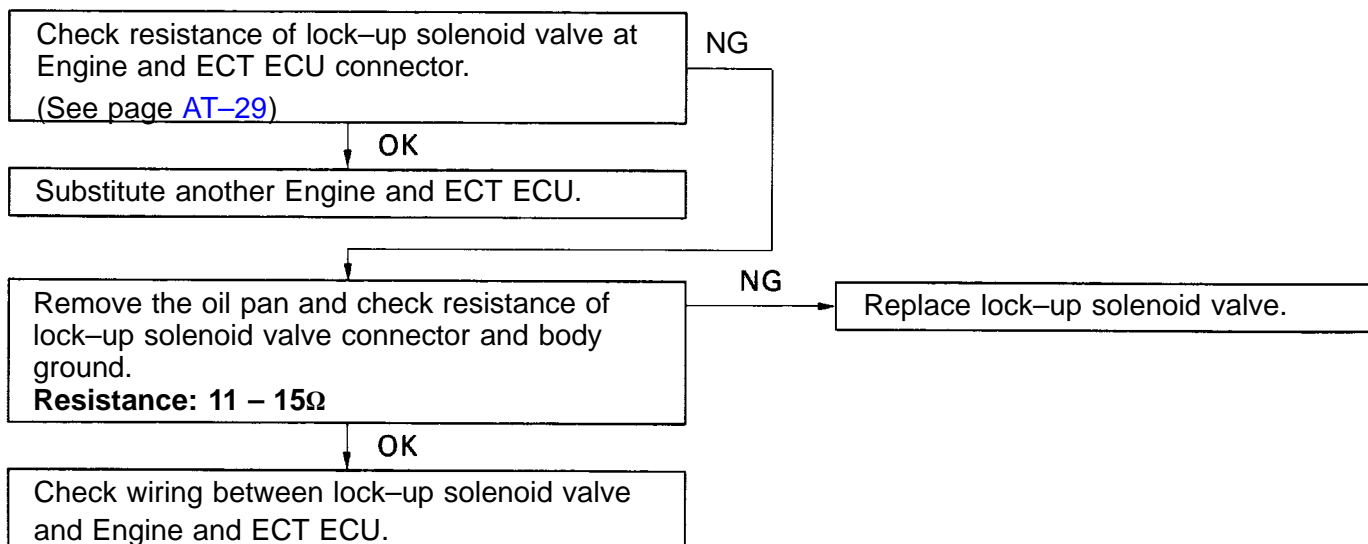 Check resistance of lock–up solenoid valve at
NG
Engine and ECT ECU connector.
(See page AT–29)
OK
Substitute another Engine and ECT ECU.
Remove the oil pan and check resistance of
lock–up solenoid valve connector and body
ground.
Resistance: 11 – 15Ω
NG
Replace lock–up solenoid valve.
OK
Check wiring between lock–up solenoid valve
and Engine and ECT ECU.